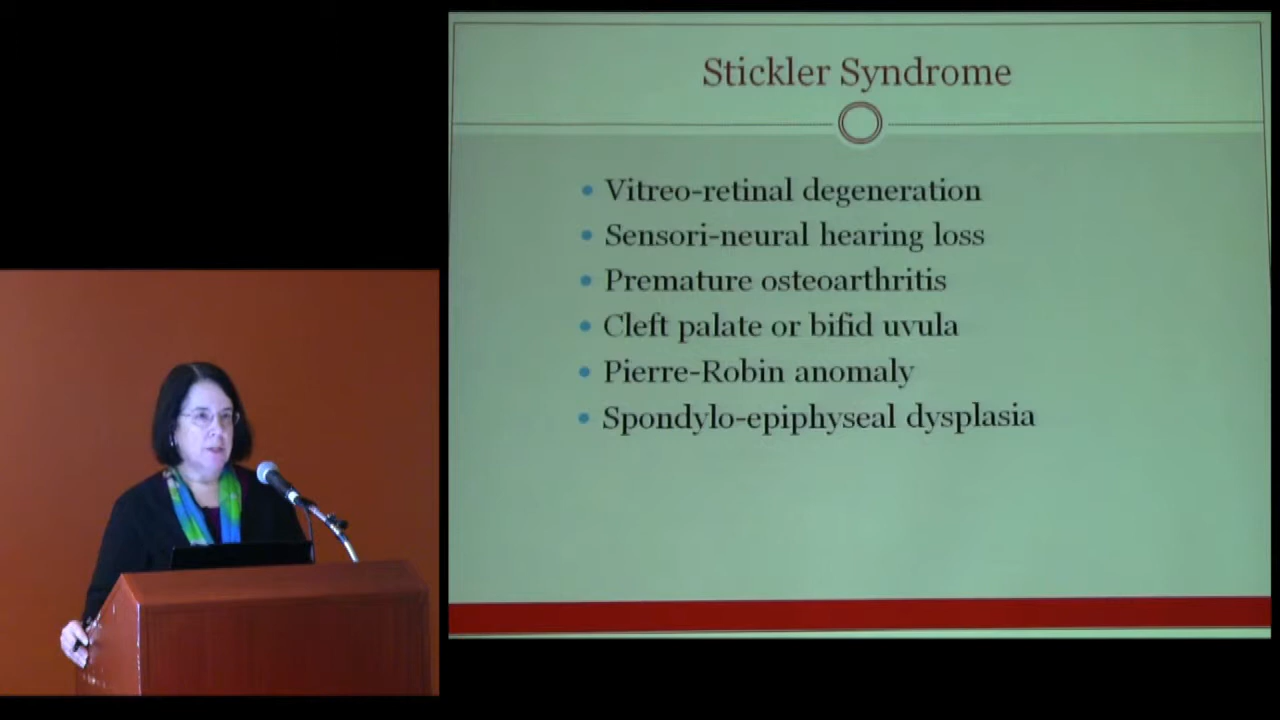 Stickler Syndrome
Vitreo-retinal degeneration
Sensori-neural hearing loss
Premature osteoarthritis
Cleft palate or bifid uvula
Pierre-Robin anomaly
Spondylo-epiphyseal dysplasia